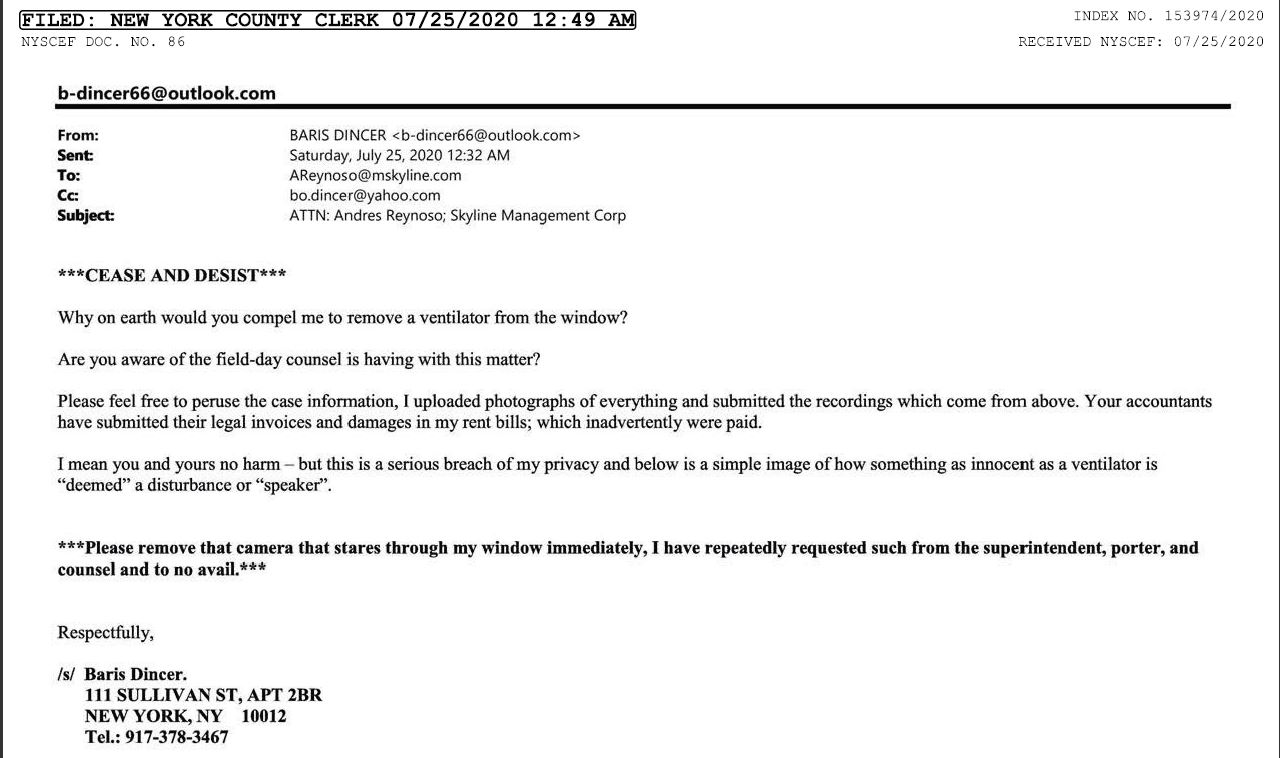 FILED: NEW YORK COUNTY CLERK 07/25/2020 12:49 AM
INDEX NO. 153974/2020
NYSCEF DOC. NO. 86
RECEIVED NYSCEF: 07/25/2020
b-dincer66@outlook.com
From: BARIS DINCER <b-dincer66@outlook.com>
Sent: Saturday, July 25, 2020 12:32 AM
To: AReynoso@mskyline.com
Cc: bo.dincer@yahoo.com
Subject: ATTN: Andres Reynoso; Skyline Management Corp
***CEASE AND DESIST***
Why on earth would you compel me to remove a ventilator from the window?
Are you aware of the field-day counsel is having with this matter?
Please feel free to peruse the case information, I uploaded photographs of everything and submitted the recordings which come from above. Your accountants
have submitted their legal invoices and damages in my rent bills; which inadvertently were paid.
I mean you and yours no harm – but this is a serious breach of my privacy and below is a simple image of how something as innocent as a ventilator is
“deemed” a disturbance or “speaker”.
***Please remove that camera that stares through my window immediately, I have repeatedly requested such from the superintendent, porter, and
counsel and to no avail.***
Respectfully,
/s/ Baris Dincer.
111 SULLIVAN ST, APT 2BR
NEW YORK, NY 10012
Tel.: 917-378-3467